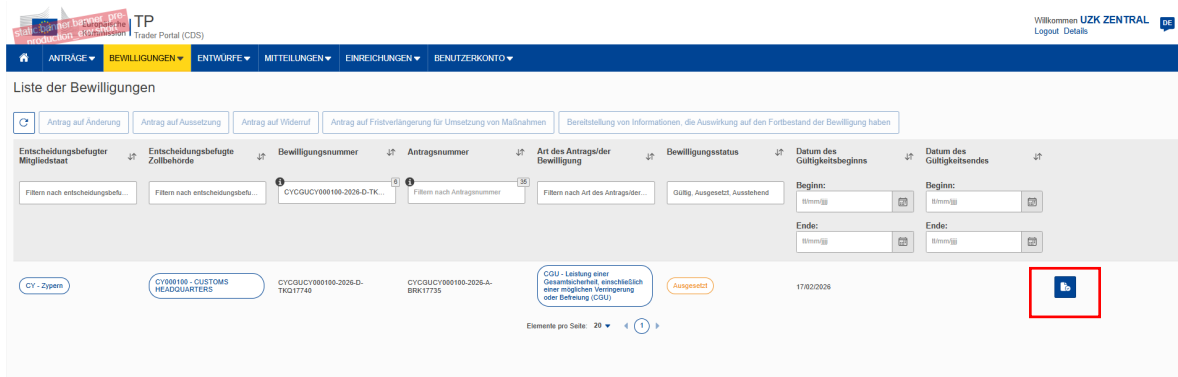 static banner banner_pre-
production_emission
Europäische
Kommission
TP
Trader Portal (CDS)
Willkommen UZK ZENTRAL
Logout Details
DE
ANTRÄGE
BEWILLIGUNGEN
ENTWÜRFE
MITTEILUNGEN
EINREICHUNGEN
BENUTZERKONTO
Liste der Bewilligungen
Antrag auf Änderung
Antrag auf Aussetzung
Antrag auf Widerruf
Antrag auf Fristverlängerung für Umsetzung von Maßnahmen
Bereitstellung von Informationen, die Auswirkung auf den Fortbestand der Bewilligung haben
Entscheidungsbefugter
Mitgliedstaat
Entscheidungsbefugte
Zollbehörde
Bewilligungsnummer
Antragsnummer
Art des Antrags/der
Bewilligung
Bewilligungsstatus
Datum des
Gültigkeitsbeginns
Datum des
Gültigkeitsendes
Filtern nach entscheidungsbefu...
Filtern nach entscheidungsbefu...
CYCGUCY000100-2026-D-TK...
6
Filtern nach Antragsnummer
35
Filtern nach Art des Antrags/der...
Gültig, Ausgesetzt, Ausstehend
Beginn:
tt/mm/jjjj
Ende:
tt/mm/jjjj
Beginn:
tt/mm/jjjj
Ende:
tt/mm/jjjj
CY - Zypern
CY000100 - CUSTOMS
HEADQUARTERS
CYCGUCY000100-2026-D-
TKQ17740
CYCGUCY000100-2026-A-
BRK17735
CGU - Leistung einer
Gesamtsicherheit, einschließlich
einer möglichen Verringerung
oder Befreiung (CGU)
Ausgesetzt
17/02/2026
Elemente pro Seite: 20
1